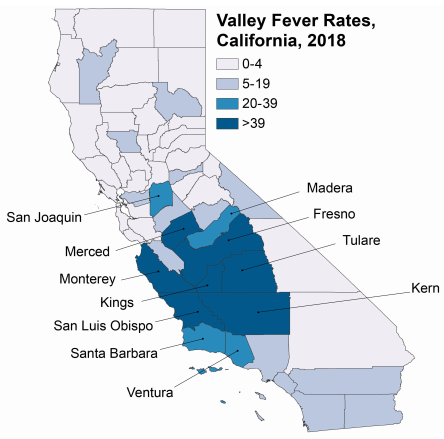 Valley Fever Rates,
California, 2018
0-4
5-19
20-39
>39
Madera
San Joaquin
Fresno
Tulare
Merced
Monterey
Kern
Kings
San Luis Obispo
Santa Barbara
Ventura